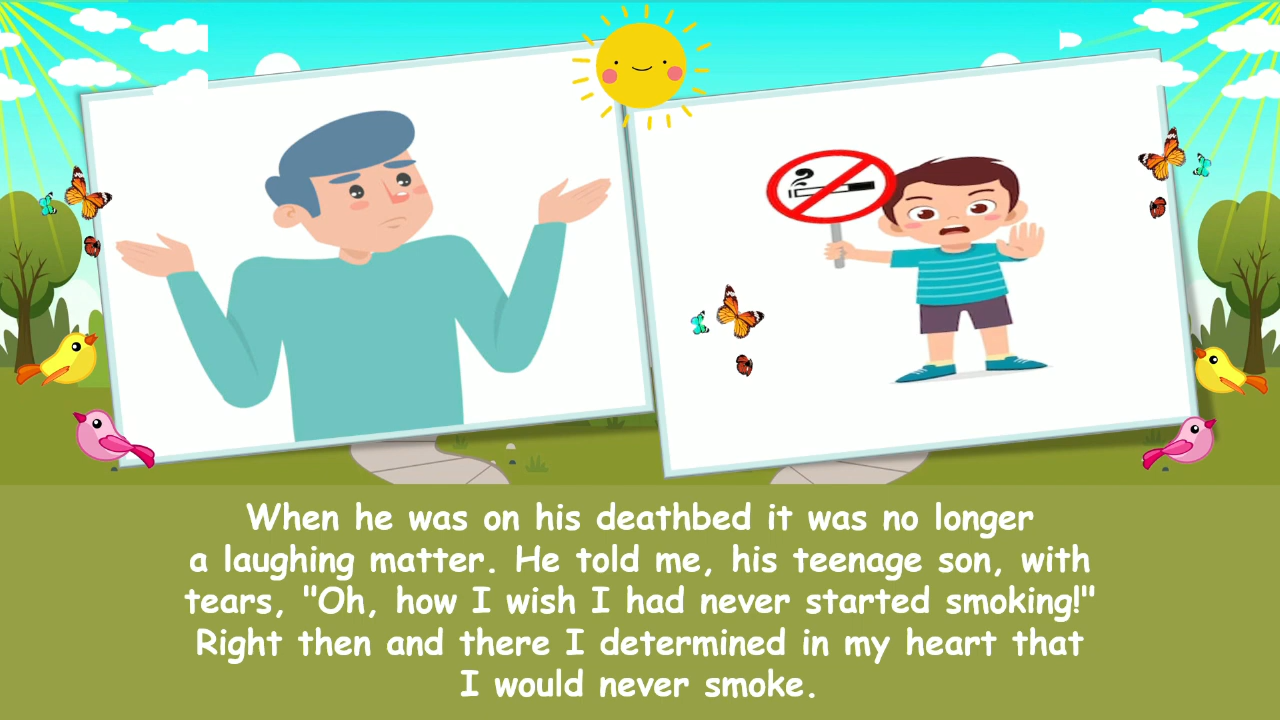 When he was on his deathbed it was no longer
a laughing matter. He told me, his teenage son, with
tears, "Oh, how I wish I had never started smoking!"
Right then and there I determined in my heart that
I would never smoke.